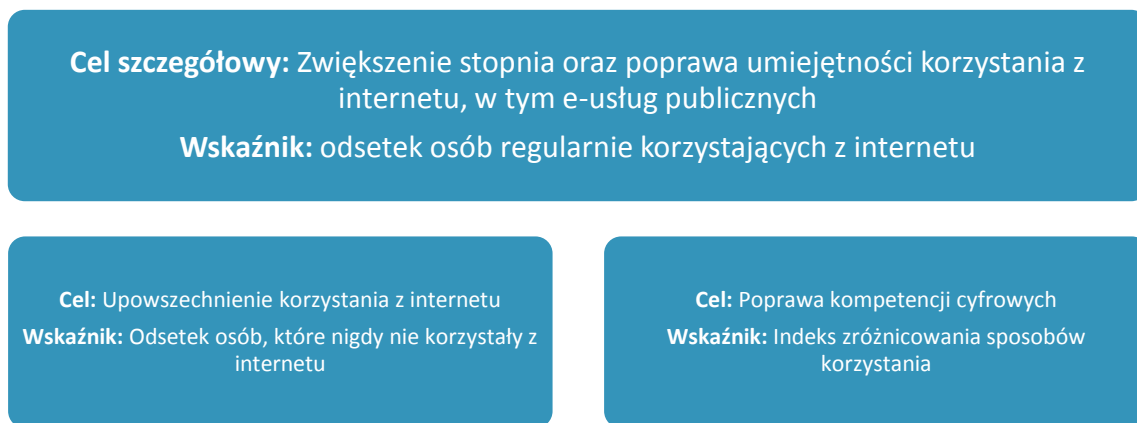 Cel szczegółowy: Zwiększenie stopnia oraz poprawa umiejętności korzystania z
internetu, w tym e-usług publicznych
Wskaźnik: odsetek osób regularnie korzystających z internetu
Cel: Upowszechnienie korzystania z internetu
Wskaźnik: Odsetek osób, które nigdy nie korzystały z
internetu
Cel: Poprawa kompetencji cyfrowych
Wskaźnik: Indeks zróżnicowania sposobów
korzystania